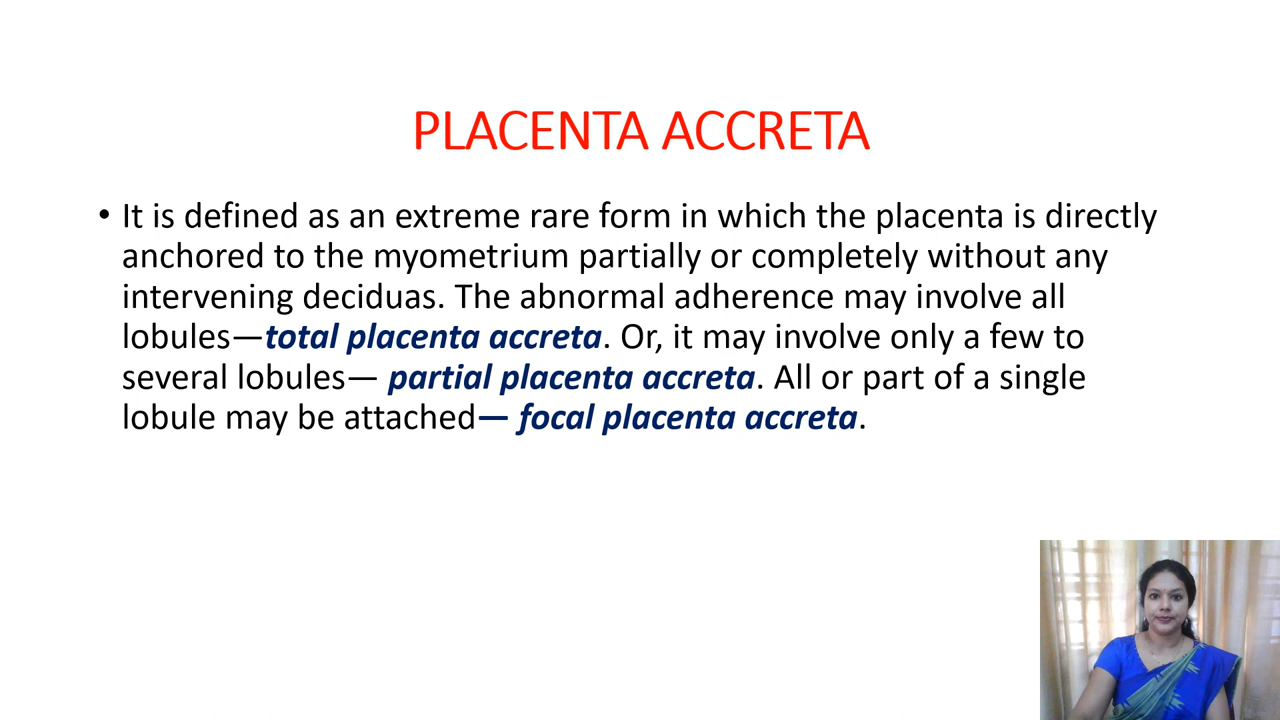 PLACENTA ACCRETA
• It is defined as an extreme rare form in which the placenta is directly
anchored to the myometrium partially or completely without any
intervening deciduas. The abnormal adherence may involve all
lobules—total placenta accreta. Or, it may involve only a few to
several lobules— partial placenta accreta. All or part of a single
lobule may be attached— focal placenta accreta.